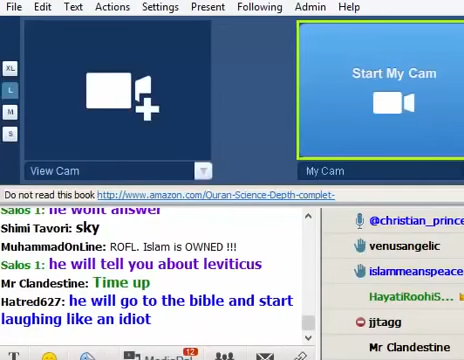 File Edit Text Actions Settings Present Following Admin Help
XL
L
M
S
Start My Cam
View Cam
My Cam
Do not read this book http://www.amazon.com/Quran-Science-Depth-complet-
Salos 1: he wont answer
Shimi Tavori: sky
MuhammadOnLine: ROFL. Islam is OWNED !!!
Salos 1: he will tell you about leviticus
Mr Clandestine: Time up
Hatred627: he will go to the bible and start
laughing like an idiot
@christian_prince
venusangelic
islammeanspeace
HayatiRoohiS...
jjtagg
Mr Clandestine
T
12